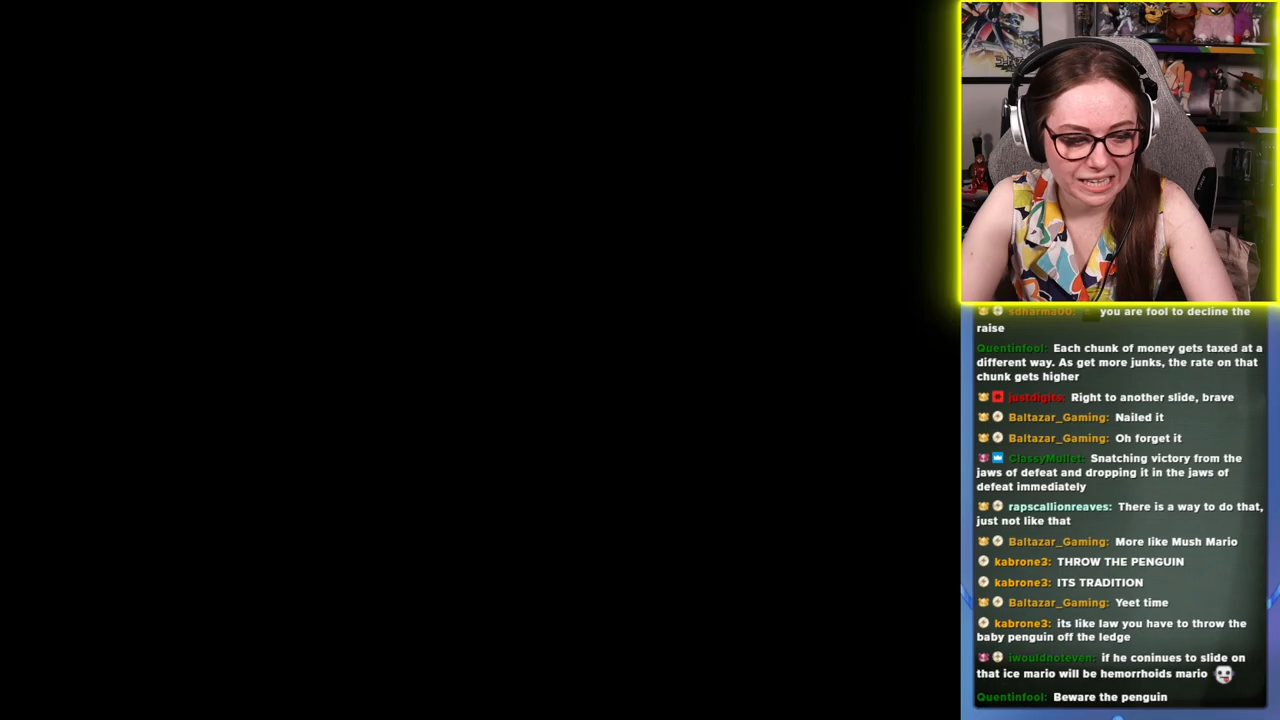 sdharma00: you are fool to decline the
raise
Quentinfool: Each chunk of money gets taxed at a
different way. As get more junks, the rate on that
chunk gets higher
justdigits: Right to another slide, brave
Baltazar_Gaming: Nailed it
Baltazar_Gaming: Oh forget it
ClassyMullet: Snatching victory from the
jaws of defeat and dropping it in the jaws of
defeat immediately
rapscallionreaves: There is a way to do that,
just not like that
Baltazar_Gaming: More like Mush Mario
kabrone3: THROW THE PENGUIN
kabrone3: ITS TRADITION
Baltazar_Gaming: Yeet time
kabrone3: its like law you have to throw the
baby penguin off the ledge
iwouldnoteven: if he coninues to slide on
that ice mario will be hemorrhoids mario
Quentinfool: Beware the penguin